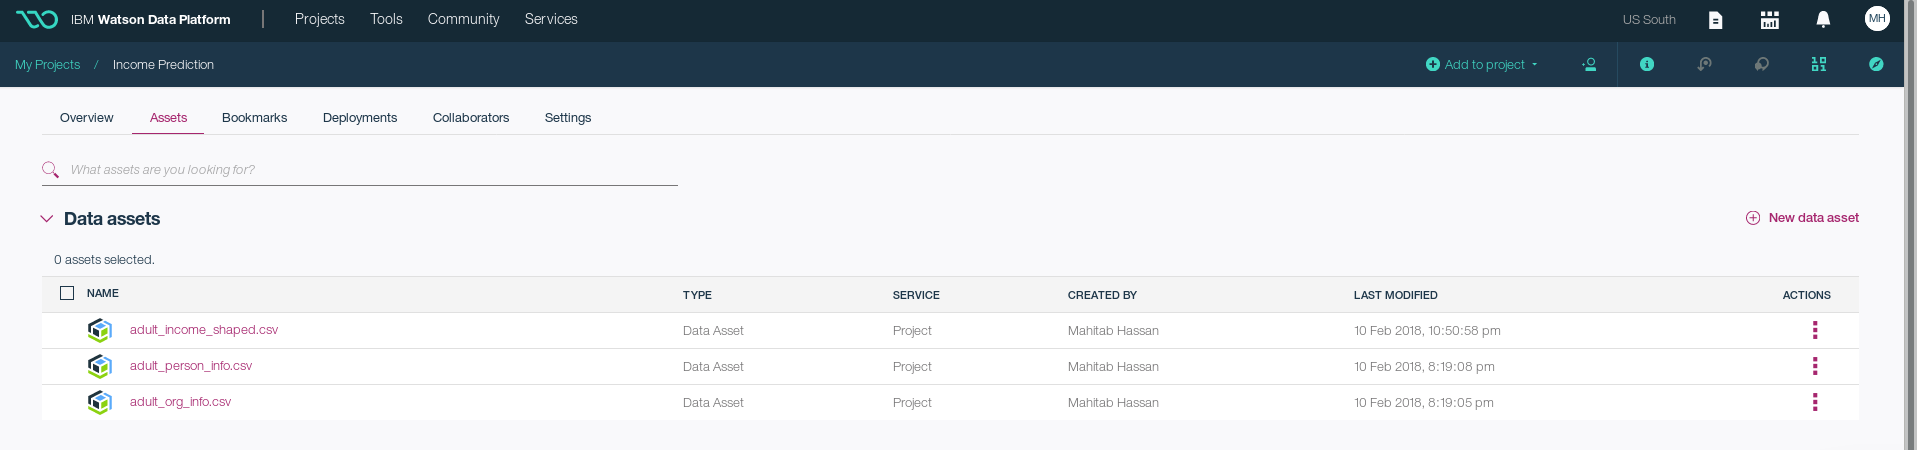 IBM Watson Data Platform | Projects Tools Community Services US South MH
My Projects / Income Prediction Add to project
Overview Assets Bookmarks Deployments Collaborators Settings
What assets are you looking for?
Data assets New data asset
0 assets selected.
NAME TYPE SERVICE CREATED BY LAST MODIFIED ACTIONS
adult_income_shaped.csv Data Asset Project Mahitab Hassan 10 Feb 2018, 10:50:58 pm
adult_person_info.csv Data Asset Project Mahitab Hassan 10 Feb 2018, 8:19:08 pm
adult_org_info.csv Data Asset Project Mahitab Hassan 10 Feb 2018, 8:19:05 pm